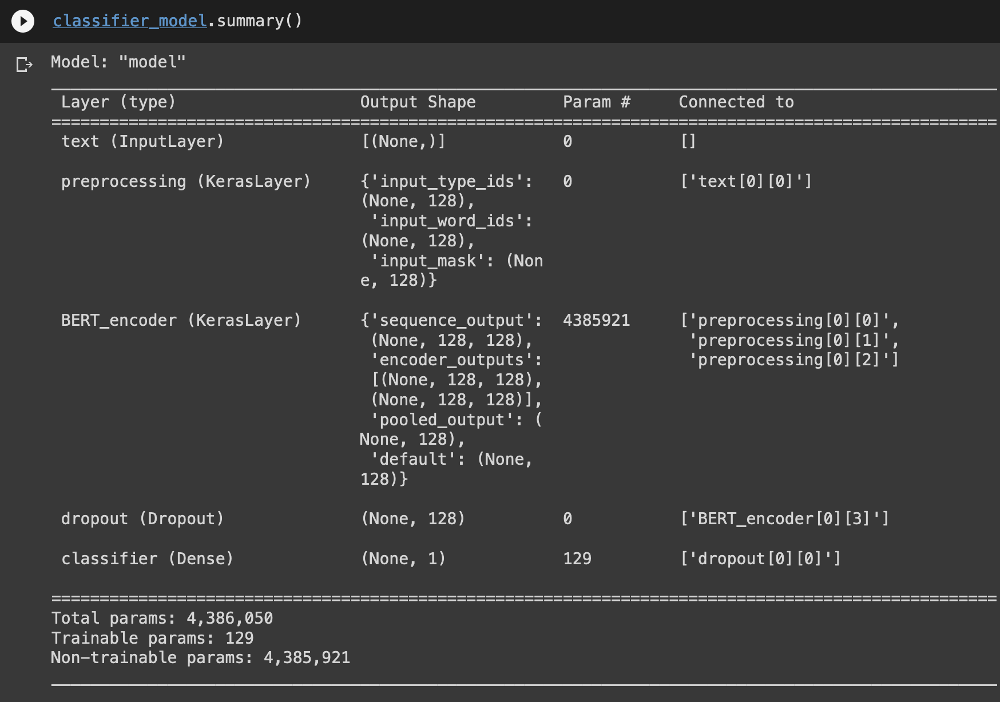 classifier_model.summary()
Model: "model"
Layer (type) Output Shape Param # Connected to
================================================================================
text (InputLayer) [(None,)] 0 []
preprocessing (KerasLayer) {'input_type_ids': 0 ['text[0][0]']
(None, 128),
'input_word_ids':
(None, 128),
'input_mask': (Non
e, 128)}
BERT_encoder (KerasLayer) {'sequence_output': 4385921 ['preprocessing[0][0]',
(None, 128, 128), 'preprocessing[0][1]',
'encoder_outputs': 'preprocessing[0][2]']
[(None, 128, 128),
(None, 128, 128)],
'pooled_output': (
None, 128),
'default': (None,
128)}
dropout (Dropout) (None, 128) 0 ['BERT_encoder[0][3]']
classifier (Dense) (None, 1) 129 ['dropout[0][0]']
================================================================================
Total params: 4,386,050
Trainable params: 129
Non-trainable params: 4,385,921